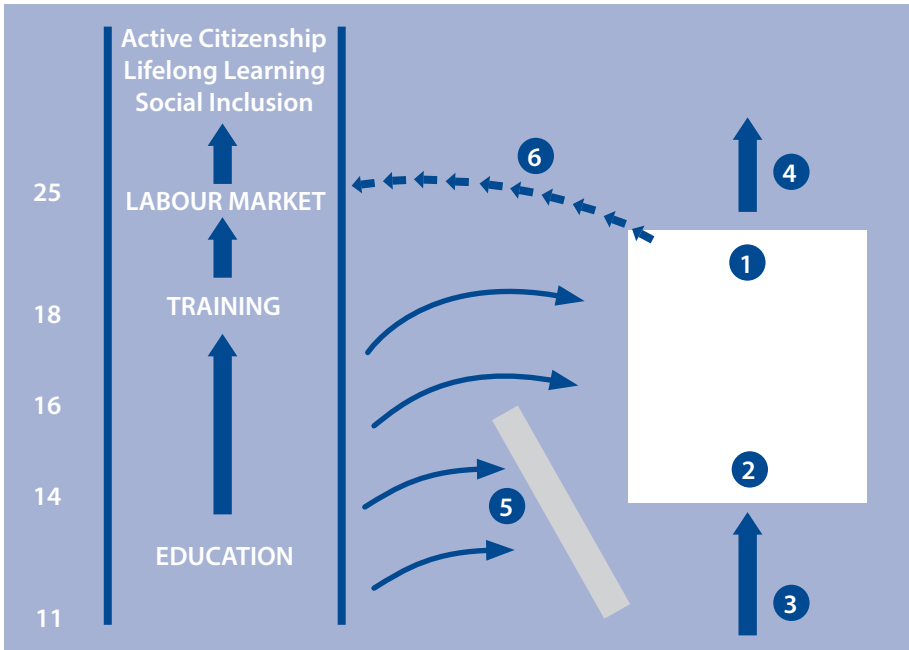 Active Citizenship
Lifelong Learning
Social Inclusion
6
4
25
LABOUR MARKET
1
18
TRAINING
16
2
14
5
EDUCATION
3
11